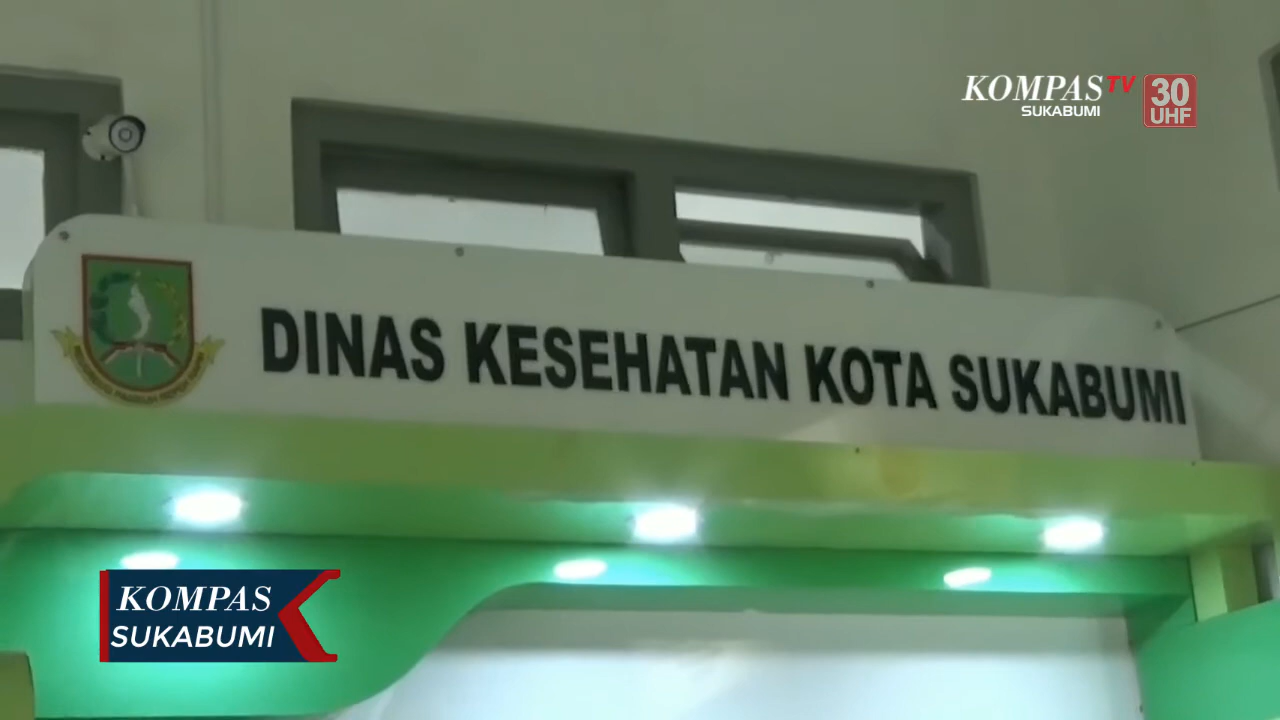 KOMPAS TV
SUKABUMI
30
UHF
DINAS KESEHATAN KOTA SUKABUMI
KOMPAS
SUKABUMI